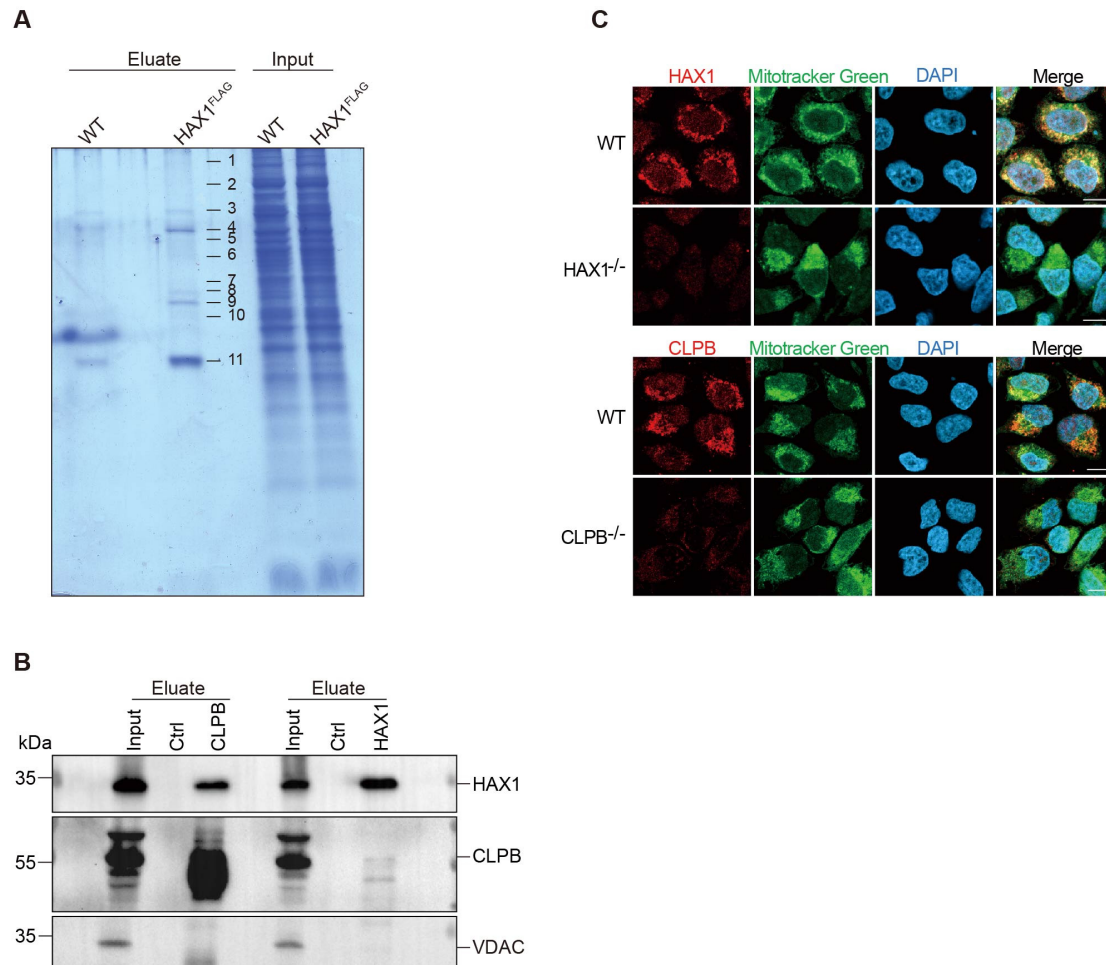 A
Eluate Input
WT HAX1FLAG WT HAX1FLAG
1
2
3
4
5
6
7
8
9
10
11
B
Eluate Eluate
kDa Input Ctrl CLPB Input Ctrl HAX1
35 HAX1
55 CLPB
35 VDAC
C
HAX1 Mitotracker Green DAPI Merge
WT
HAX1-/-
CLPB Mitotracker Green DAPI Merge
WT
CLPB-/-